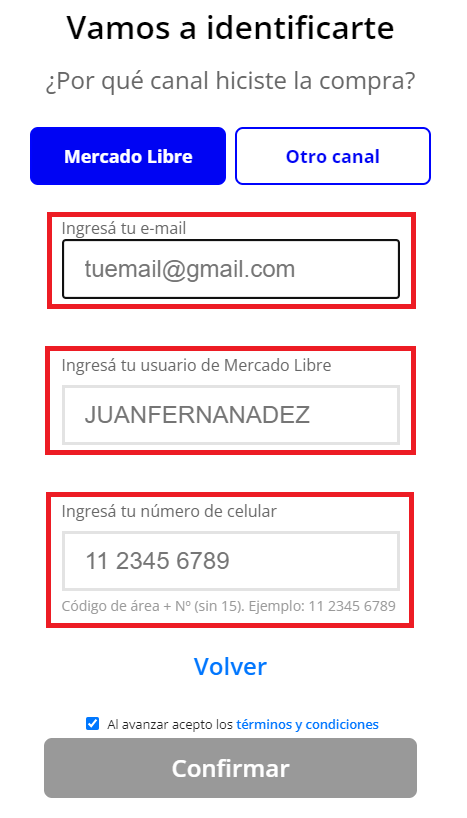 Vamos a identificarte
¿Por qué canal hiciste la compra?
Mercado Libre
Otro canal
Ingresá tu e-mail
tuemail@gmail.com
Ingresá tu usuario de Mercado Libre
JUANFERNANADEZ
Ingresá tu número de celular
11 2345 6789
Código de área + Nº (sin 15). Ejemplo: 11 2345 6789
Volver
Al avanzar acepto los términos y condiciones
Confirmar